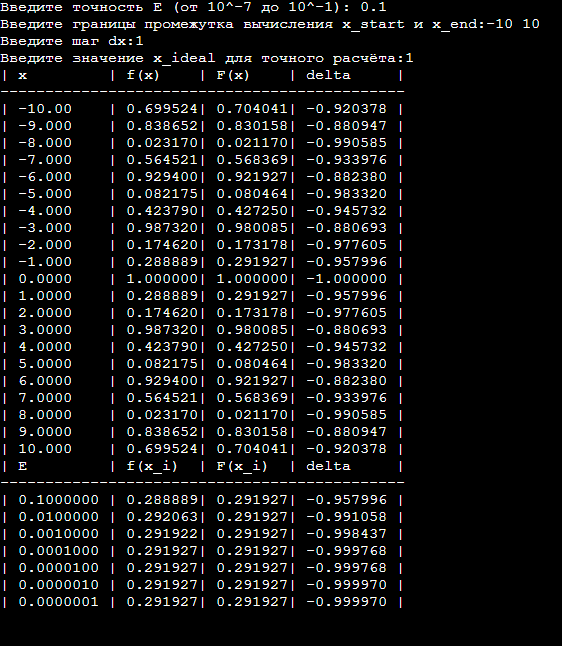 Введите точность E (от 10^-7 до 10^-1): 0.1
Введите границы промежутка вычисления x_start и x_end:-10 10
Введите шаг dx:1
Введите значение x_ideal для точного расчёта:1
| x | f(x) | F(x) | delta |
-----------------------------------------------
| -10.00 | 0.699524| 0.704041| -0.920378 |
| -9.000 | 0.838652| 0.830158| -0.880947 |
| -8.000 | 0.023170| 0.021170| -0.990585 |
| -7.000 | 0.564521| 0.568369| -0.933976 |
| -6.000 | 0.929400| 0.921927| -0.882380 |
| -5.000 | 0.082175| 0.080464| -0.983320 |
| -4.000 | 0.423790| 0.427250| -0.945732 |
| -3.000 | 0.987320| 0.980085| -0.880693 |
| -2.000 | 0.174620| 0.173178| -0.977605 |
| -1.000 | 0.288889| 0.291927| -0.957996 |
| 0.0000 | 1.000000| 1.000000| -1.000000 |
| 1.0000 | 0.288889| 0.291927| -0.957996 |
| 2.0000 | 0.174620| 0.173178| -0.977605 |
| 3.0000 | 0.987320| 0.980085| -0.880693 |
| 4.0000 | 0.423790| 0.427250| -0.945732 |
| 5.0000 | 0.082175| 0.080464| -0.983320 |
| 6.0000 | 0.929400| 0.921927| -0.882380 |
| 7.0000 | 0.564521| 0.568369| -0.933976 |
| 8.0000 | 0.023170| 0.021170| -0.990585 |
| 9.0000 | 0.838652| 0.830158| -0.880947 |
| 10.000 | 0.699524| 0.704041| -0.920378 |
| E | f(x_i) | F(x_i) | delta |
-----------------------------------------------
| 0.1000000 | 0.288889| 0.291927| -0.957996 |
| 0.0100000 | 0.292063| 0.291927| -0.991058 |
| 0.0010000 | 0.291922| 0.291927| -0.998437 |
| 0.0001000 | 0.291927| 0.291927| -0.999768 |
| 0.0000100 | 0.291927| 0.291927| -0.999768 |
| 0.0000010 | 0.291927| 0.291927| -0.999970 |
| 0.0000001 | 0.291927| 0.291927| -0.999970 |